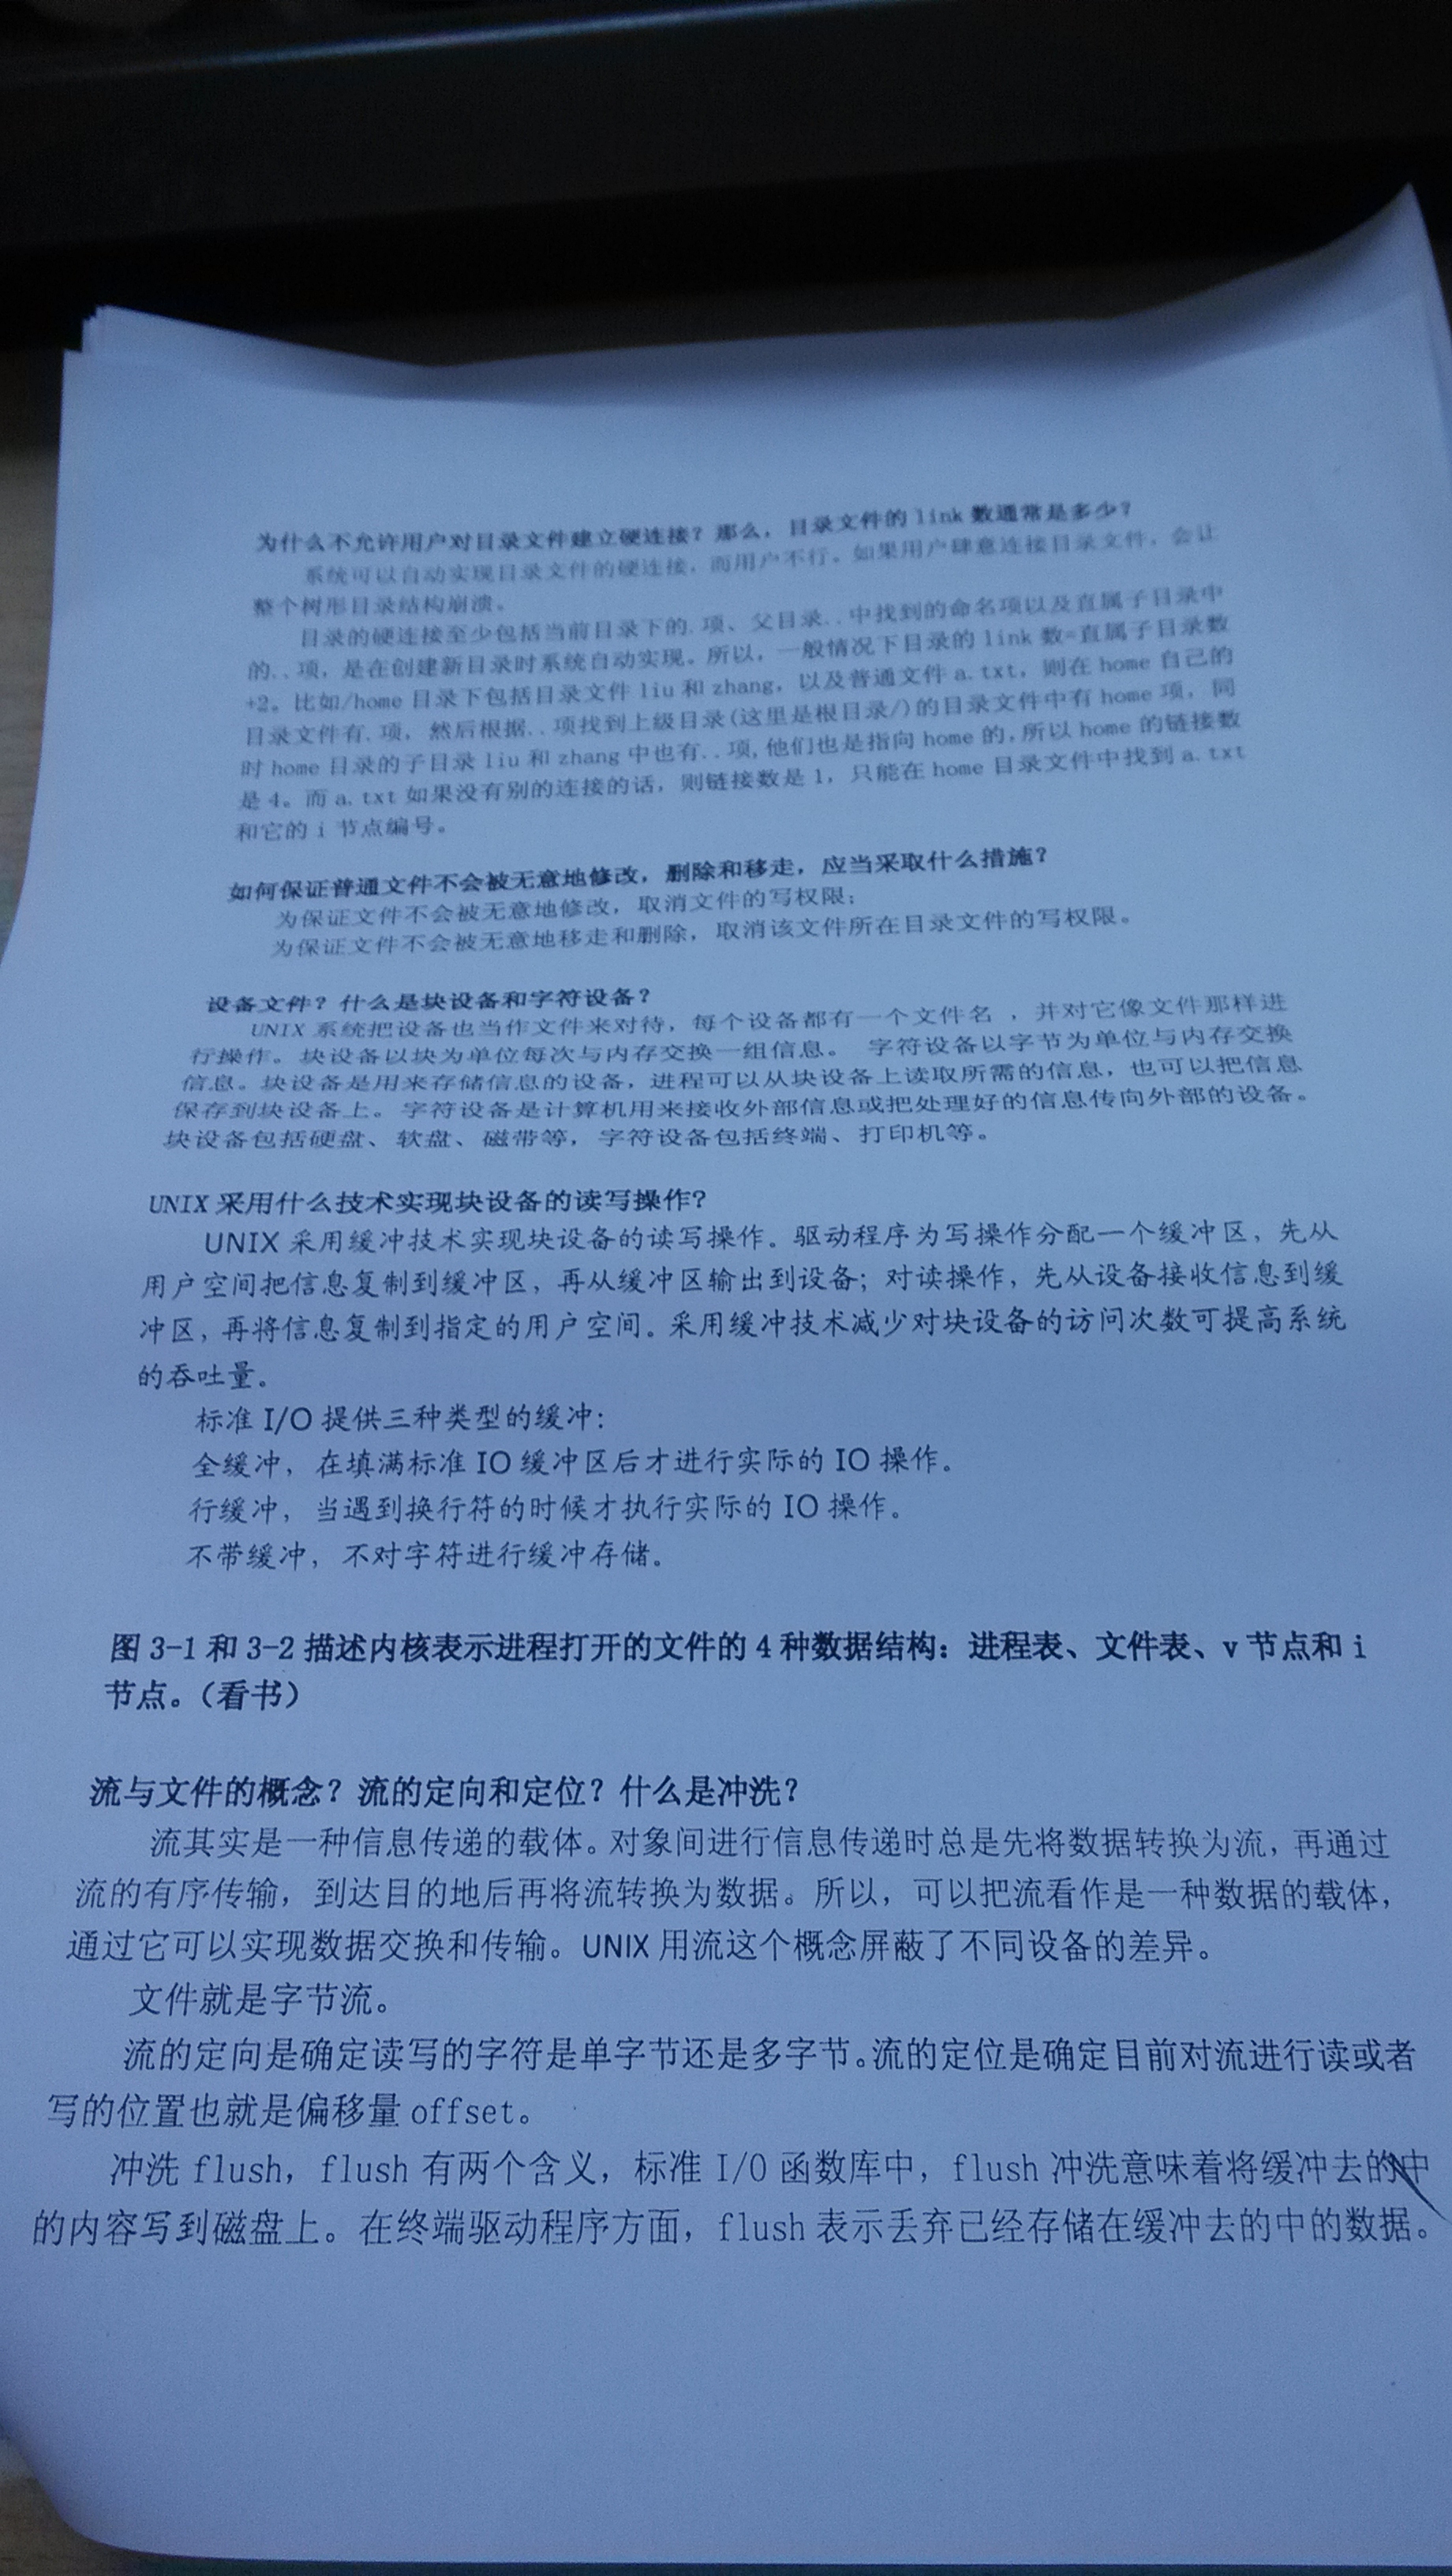 为什么不允许用户对目录文件建立硬连接？那么，目录文件的 link 数通常是多少？
系统可以自动实现目录文件的硬连接，而用户不行。如果用户肆意连接目录文件，会让
整个树形目录结构崩溃。
目录的硬连接至少包括当前目录下的.项、父目录..中找到的命名项以及直属子目录中
的..项，是在创建新目录时系统自动实现。所以，一般情况下目录的 link 数=直属子目录数
+2。比如/home 目录下包括目录文件 liu 和 zhang，以及普通文件 a.txt，则在 home 自己的
目录文件有.项，然后根据..项找到上级目录(这里是根目录/)的目录文件中有 home 项，同
时 home 目录的子目录 liu 和 zhang 中也有..项,他们也是指向 home 的,所以 home 的链接数
是 4。而 a.txt 如果没有别的连接的话，则链接数是 1，只能在 home 目录文件中找到 a.txt
和它的 i 节点编号。
如何保证普通文件不会被无意地修改，删除和移走，应当采取什么措施？
为保证文件不会被无意地修改，取消文件的写权限；
为保证文件不会被无意地移走和删除，取消该文件所在目录文件的写权限。
设备文件？什么是块设备和字符设备？
UNIX 系统把设备也当作文件来对待，每个设备都有一个文件名 ，并对它像文件那样进
行操作。块设备以块为单位每次与内存交换一组信息。 字符设备以字节为单位与内存交换
信息。块设备是用来存储信息的设备，进程可以从块设备上读取所需的信息，也可以把信息
保存到块设备上。字符设备是计算机用来接收外部信息或把处理好的信息传向外部的设备。
块设备包括硬盘、软盘、磁带等，字符设备包括终端、打印机等。
UNIX 采用什么技术实现块设备的读写操作？
UNIX 采用缓冲技术实现块设备的读写操作。驱动程序为写操作分配一个缓冲区，先从
用户空间把信息复制到缓冲区，再从缓冲区输出到设备；对读操作，先从设备接收信息到缓
冲区，再将信息复制到指定的用户空间。采用缓冲技术减少对块设备的访问次数可提高系统
的吞吐量。
标准 I/O 提供三种类型的缓冲：
全缓冲，在填满标准 IO 缓冲区后才进行实际的 IO 操作。
行缓冲，当遇到换行符的时候才执行实际的 IO 操作。
不带缓冲，不对字符进行缓冲存储。
图 3-1 和 3-2 描述内核表示进程打开的文件的 4 种数据结构：进程表、文件表、v 节点和 i
节点。（看书）
流与文件的概念？流的定向和定位？什么是冲洗？
流其实是一种信息传递的载体。对象间进行信息传递时总是先将数据转换为流，再通过
流的有序传输，到达目的地后再将流转换为数据。所以，可以把流看作是一种数据的载体，
通过它可以实现数据交换和传输。UNIX 用流这个概念屏蔽了不同设备的差异。
文件就是字节流。
流的定向是确定读写的字符是单字节还是多字节。流的定位是确定目前对流进行读或者
写的位置也就是偏移量 offset。
冲洗 flush，flush 有两个含义，标准 I/O 函数库中，flush 冲洗意味着将缓冲去的中
的内容写到磁盘上。在终端驱动程序方面，flush 表示丢弃已经存储在缓冲去的中的数据。